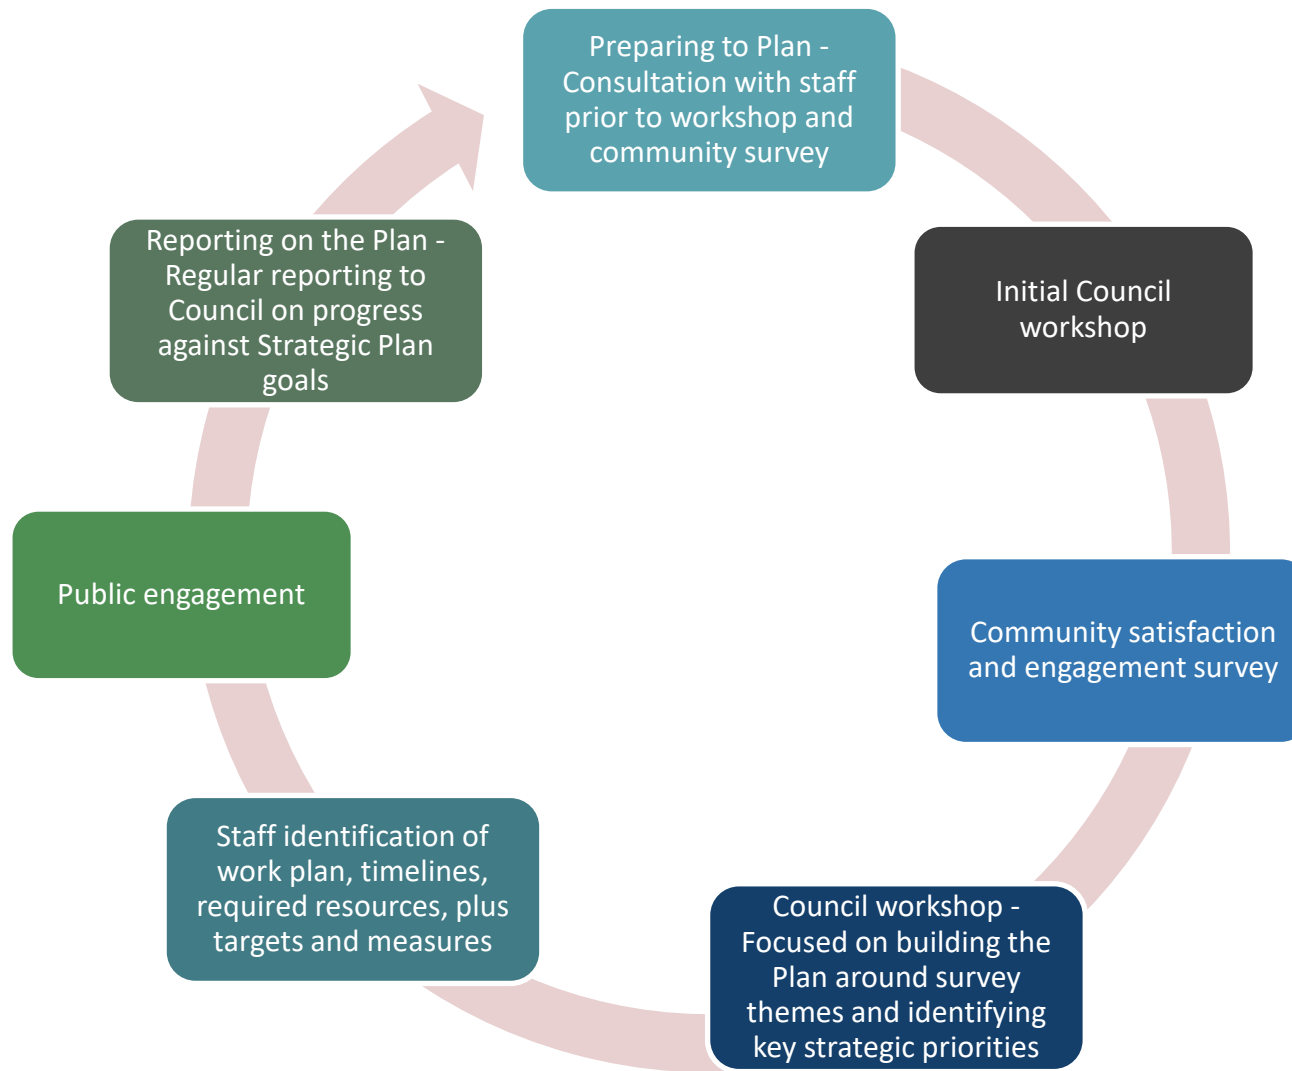 Preparing to Plan -
Consultation with staff
prior to workshop and
community survey
Initial Council
workshop
Community satisfaction
and engagement survey
Council workshop -
Focused on building the
Plan around survey
themes and identifying
key strategic priorities
Staff identification of
work plan, timelines,
required resources, plus
targets and measures
Public engagement
Reporting on the Plan -
Regular reporting to
Council on progress
against Strategic Plan
goals